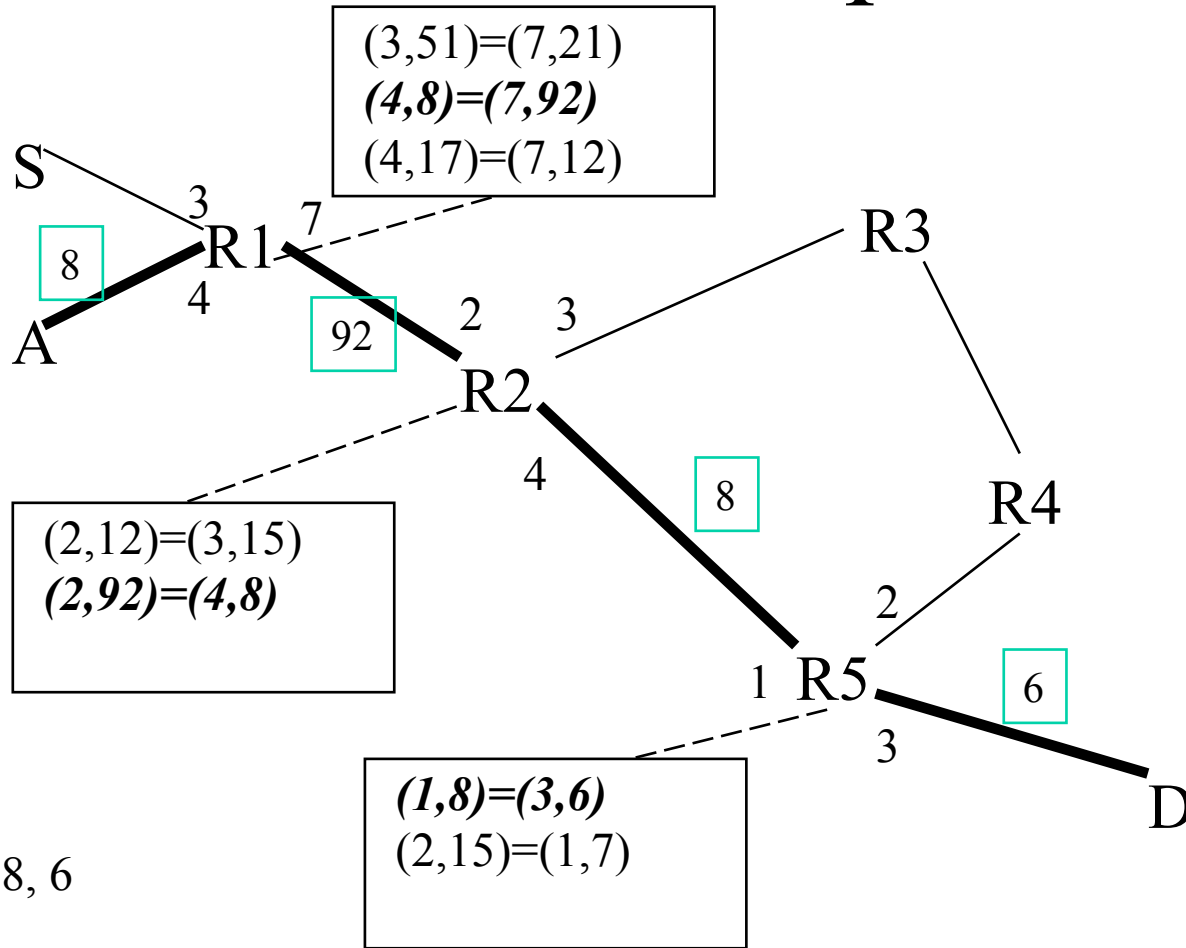 (3,51)=(7,21)
(4,8)=(7,92)
(4,17)=(7,12)
S
3
7
R1
R3
8
4
A
92
2
3
R2
4
8
R4
(2,12)=(3,15)
(2,92)=(4,8)
2
1
R5
6
3
D
(1,8)=(3,6)
(2,15)=(1,7)
8, 6